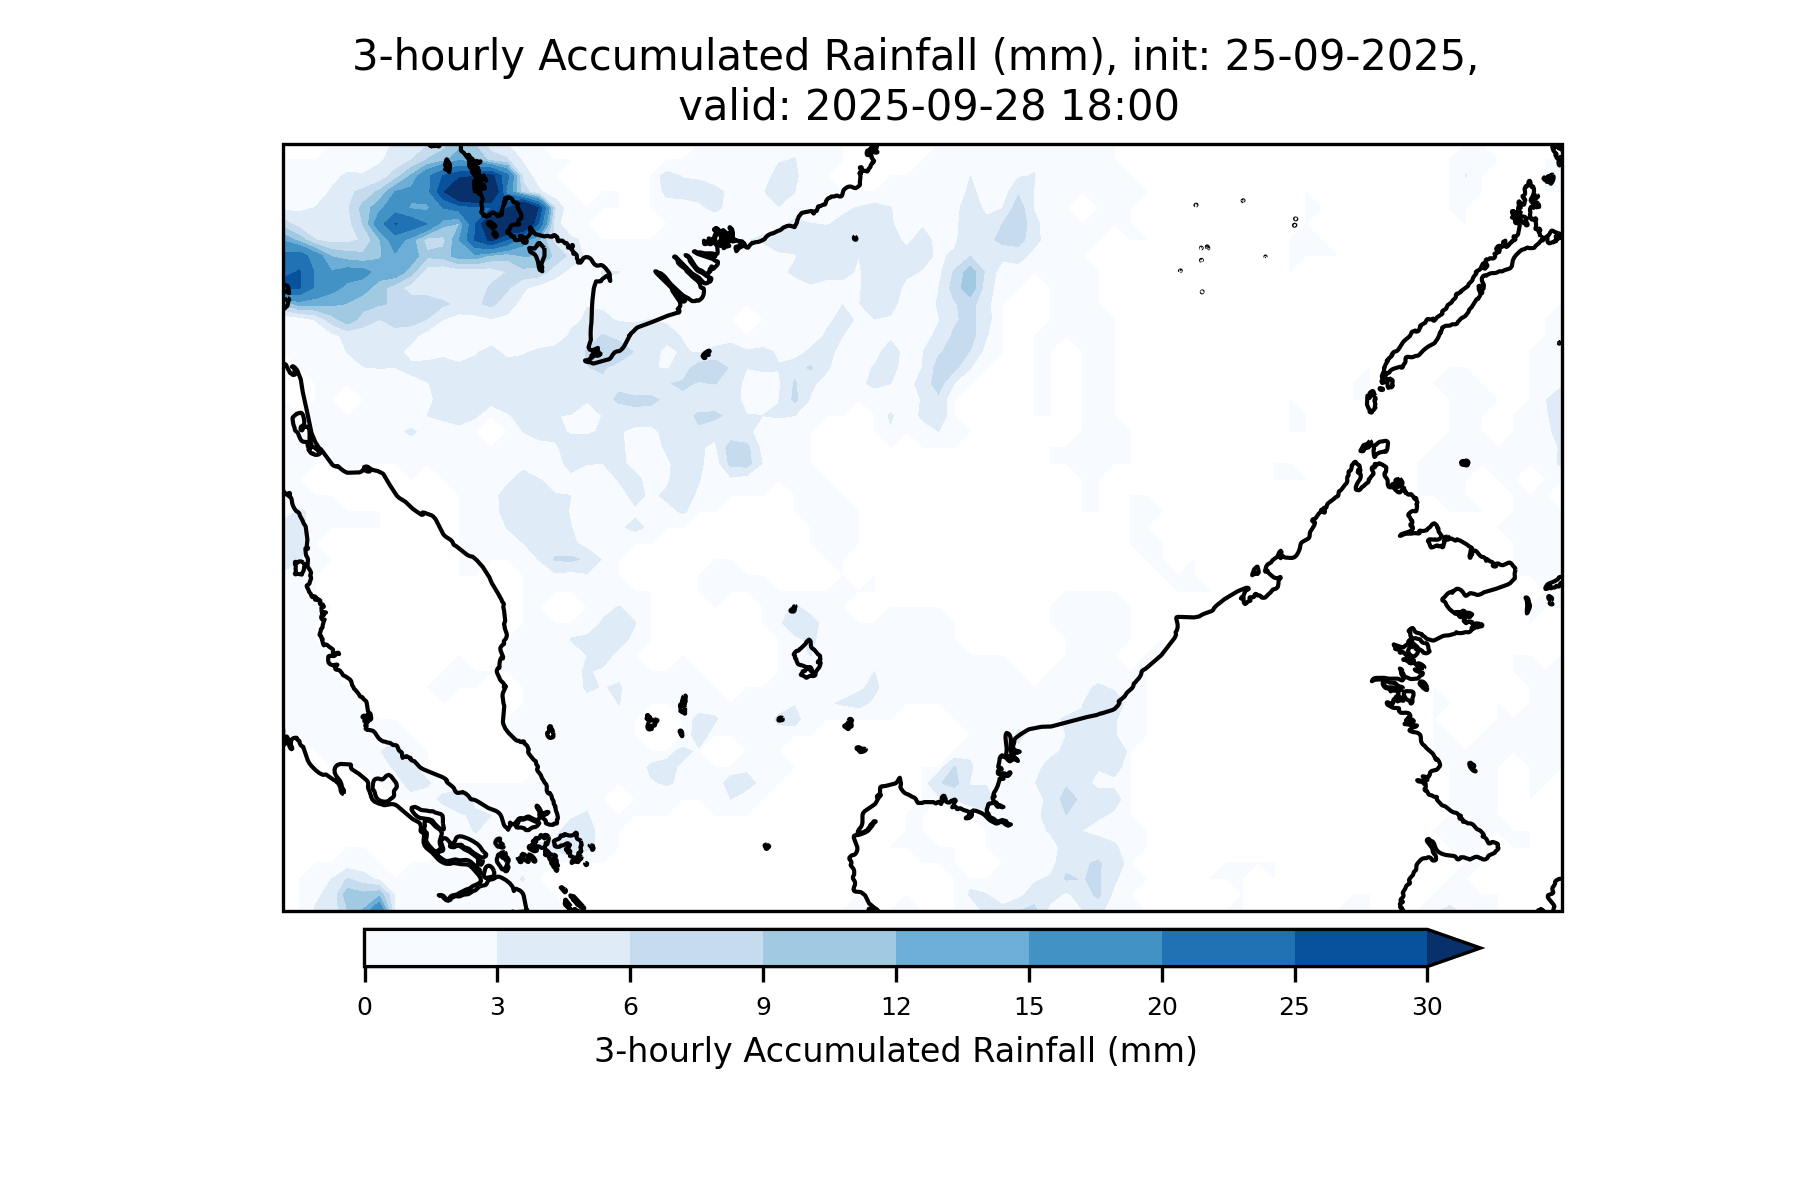 3-hourly Accumulated Rainfall (mm), init: 25-09-2025,
valid: 2025-09-28 18:00
0 3 6 9 12 15 20 25 30
3-hourly Accumulated Rainfall (mm)